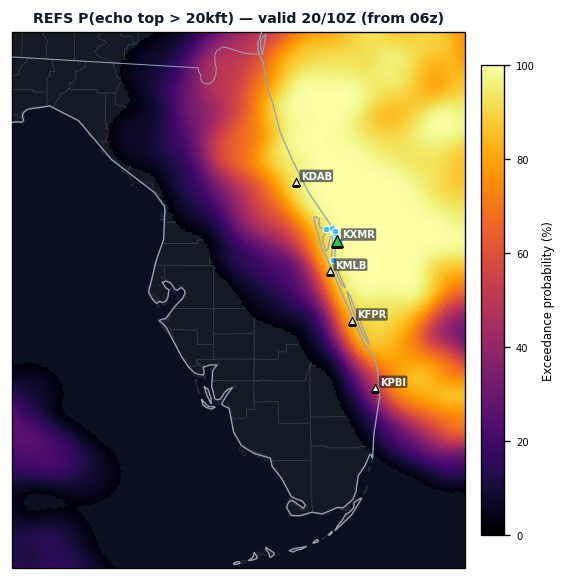 REFS P(echo top > 20kft) — valid 20/10Z (from 06z)
KDAB
KXMR
KMLB
KFPR
KPBI
100
80
60
40
20
0
Exceedance probability (%)